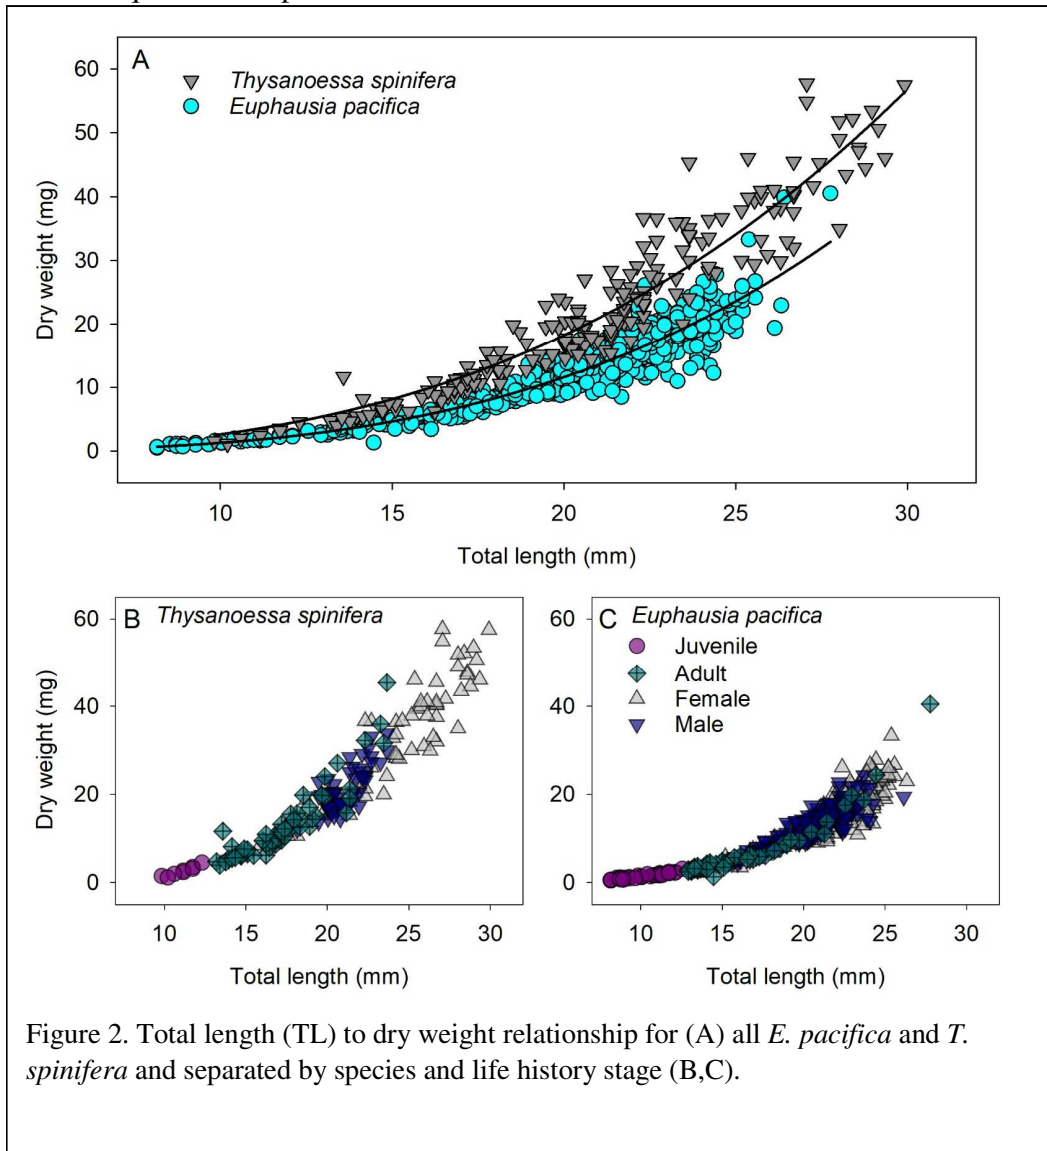 A
Thysanoessa spinifera
Euphausia pacifica
60
50
40
30
20
10
0
Dry weight (mg)
10 15 20 25 30
Total length (mm)
B Thysanoessa spinifera
60
40
20
0
Dry weight (mg)
10 15 20 25 30
Total length (mm)
C Euphausia pacifica
Juvenile
Adult
Female
Male
60
40
20
0
10 15 20 25 30
Total length (mm)
Figure 2. Total length (TL) to dry weight relationship for (A) all E. pacifica and T.
spinifera and separated by species and life history stage (B,C).